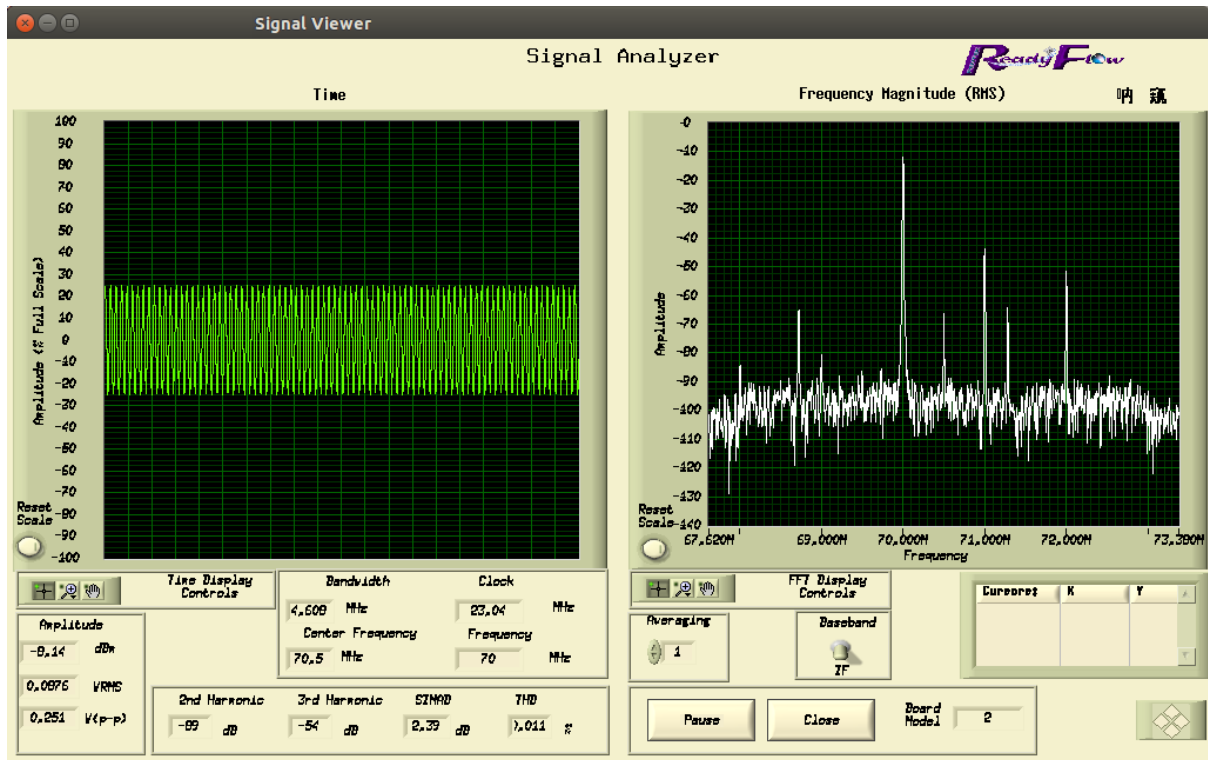 Signal Viewer
Signal Analyzer
ReadyFlow
Time
100
90
80
70
60
50
40
30
20
10
0
-10
-20
-30
-40
-50
-60
-70
-80
-90
-100
Amplitude (% Full Scale)
Reset
Scale
Time Display
Controls
Bandwidth
Clock
4,608 MHz
23,04 MHz
Center Frequency
Frequency
70,5 MHz
70 MHz
Amplitude
-8,14 dBm
0,0876 VRMS
0,251 V(p-p)
2nd Harmonic
3rd Harmonic
SINAD
THD
-89 dB
-54 dB
2,39 dB
),011 %
Frequency Magnitude (RMS)
呐 窥
-0
-10
-20
-30
-40
-50
-60
-70
-80
-90
-100
-110
-120
-130
-140
Amplitude
Reset
Scale
67,620M
69,000M
70,000M
71,000M
72,000M
73,380M
Frequency
FFT Display
Controls
Averaging
1
Baseband
IF
Cursors:
X
Y
Pause
Close
Board
Model
2